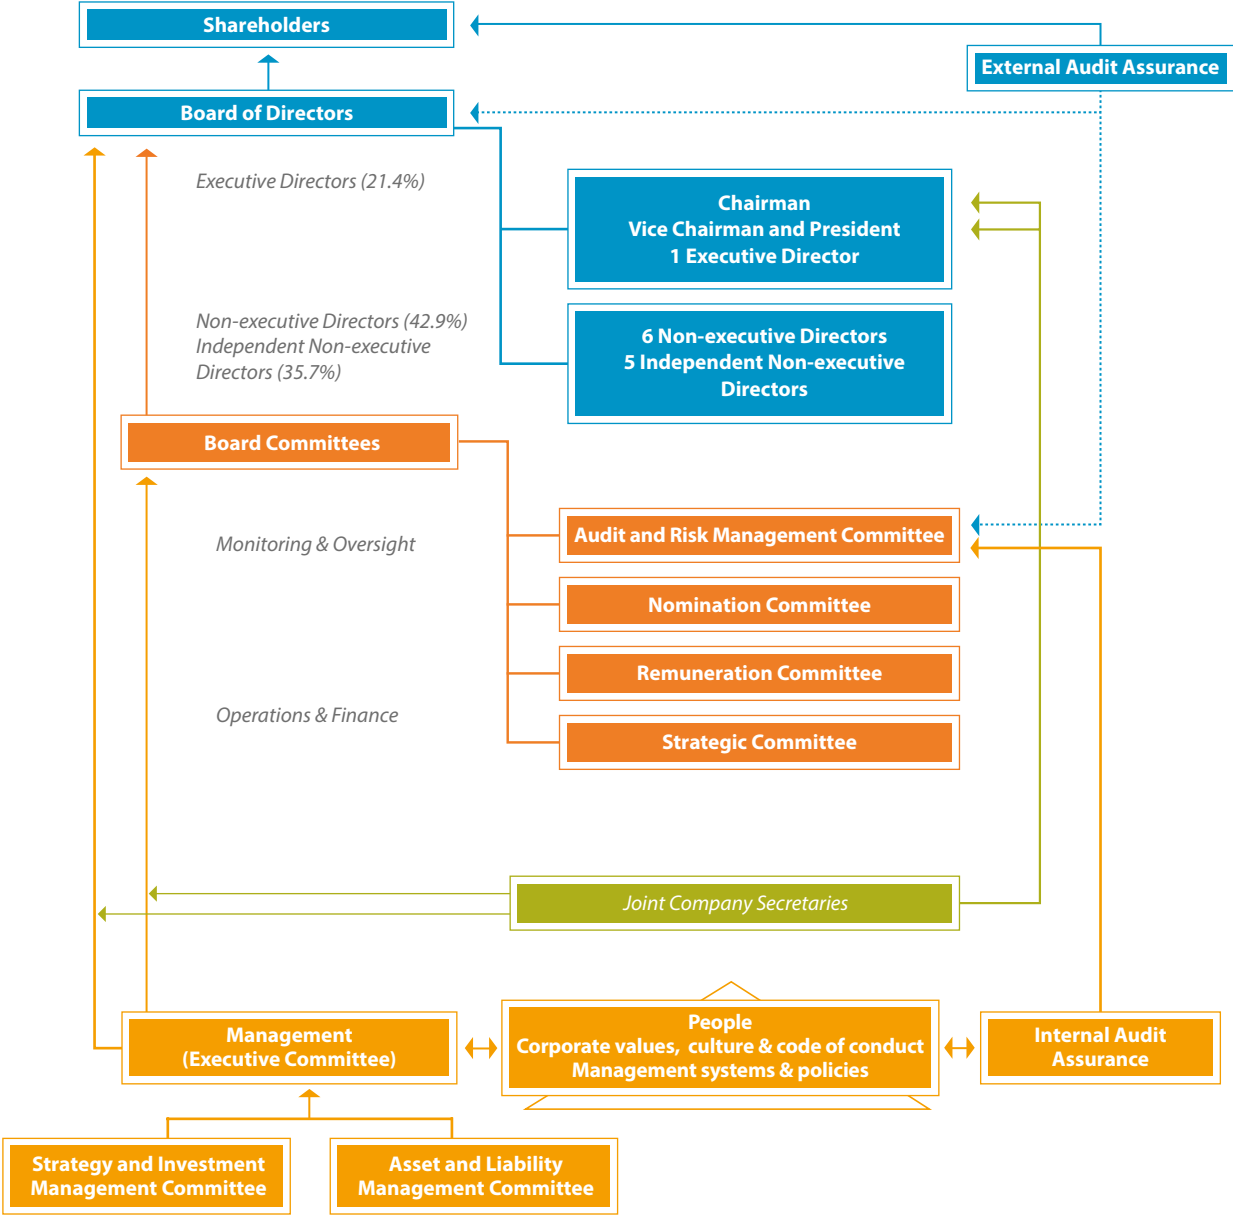 Shareholders
External Audit Assurance
Board of Directors
Executive Directors (21.4%)
Chairman
Vice Chairman and President
1 Executive Director
Non-executive Directors (42.9%)
Independent Non-executive
Directors (35.7%)
6 Non-executive Directors
5 Independent Non-executive
Directors
Board Committees
Monitoring & Oversight
Audit and Risk Management Committee
Nomination Committee
Remuneration Committee
Operations & Finance
Strategic Committee
Joint Company Secretaries
Management
(Executive Committee)
People
Corporate values, culture & code of conduct
Management systems & policies
Internal Audit
Assurance
Strategy and Investment
Management Committee
Asset and Liability
Management Committee